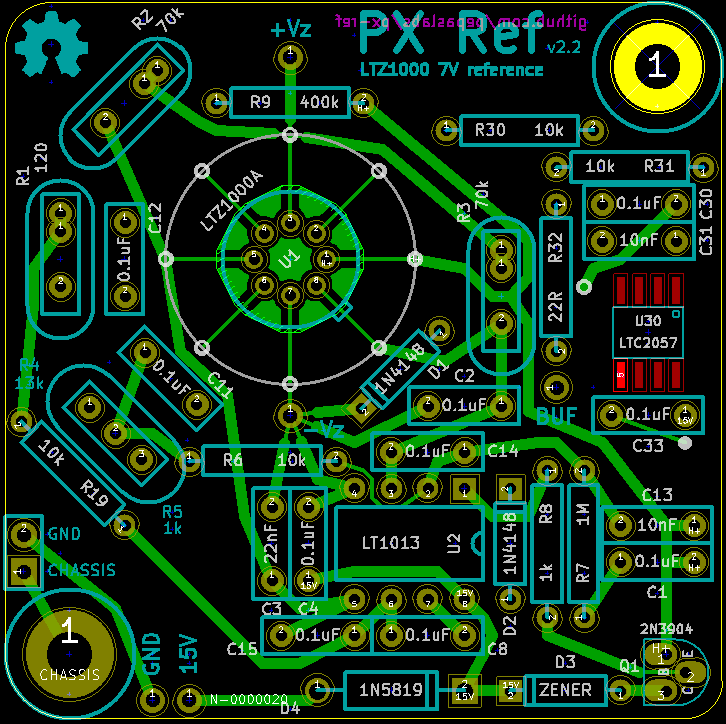 github.com/pepaslabs/px-ref
PX Ref
v2.2
LTZ1000 7V reference
+Vz
R2
70k
R9 400k
H+
R30 10k
10k R31
R1
120
C12
0.1uF
LTZ1000A
U1
H+
R3
70k
R32
22R
0.1uF
C30
10nF
C31
U30
LTC2057
1N4148
D1
R4
13k
0.1uF
C11
C2
0.1uF
-Vz
BUF
0.1uF
15V
C33
10k
R19
R6 10k
0.1uF
C14
R5
1k
GND
CHASSIS
22nF
C3
0.1uF
15V
C4
LT1013
U2
1N4148
D2
R8
1k
1M
R7
C13
10nF
H+
0.1uF
H+
C1
15V
C15
0.1uF
0.1uF
C8
2N3904
H+
Q1
B
C
E
1
CHASSIS
GND
15V
N-0000020
D4
1N5819
15V
15V
D3
ZENER
1